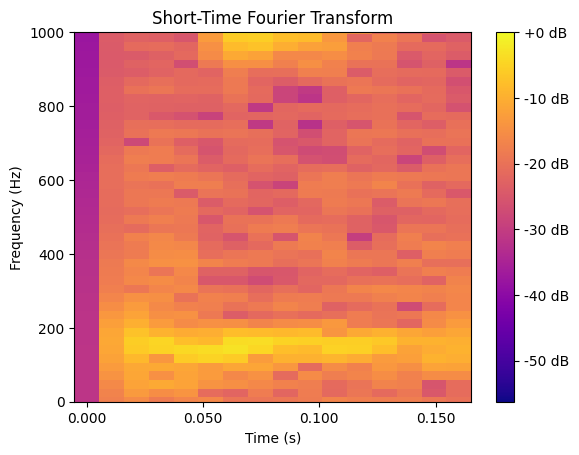 Short-Time Fourier Transform
1000
800
600
400
200
0
Frequency (Hz)
0.000
0.050
0.100
0.150
Time (s)
+0 dB
-10 dB
-20 dB
-30 dB
-40 dB
-50 dB